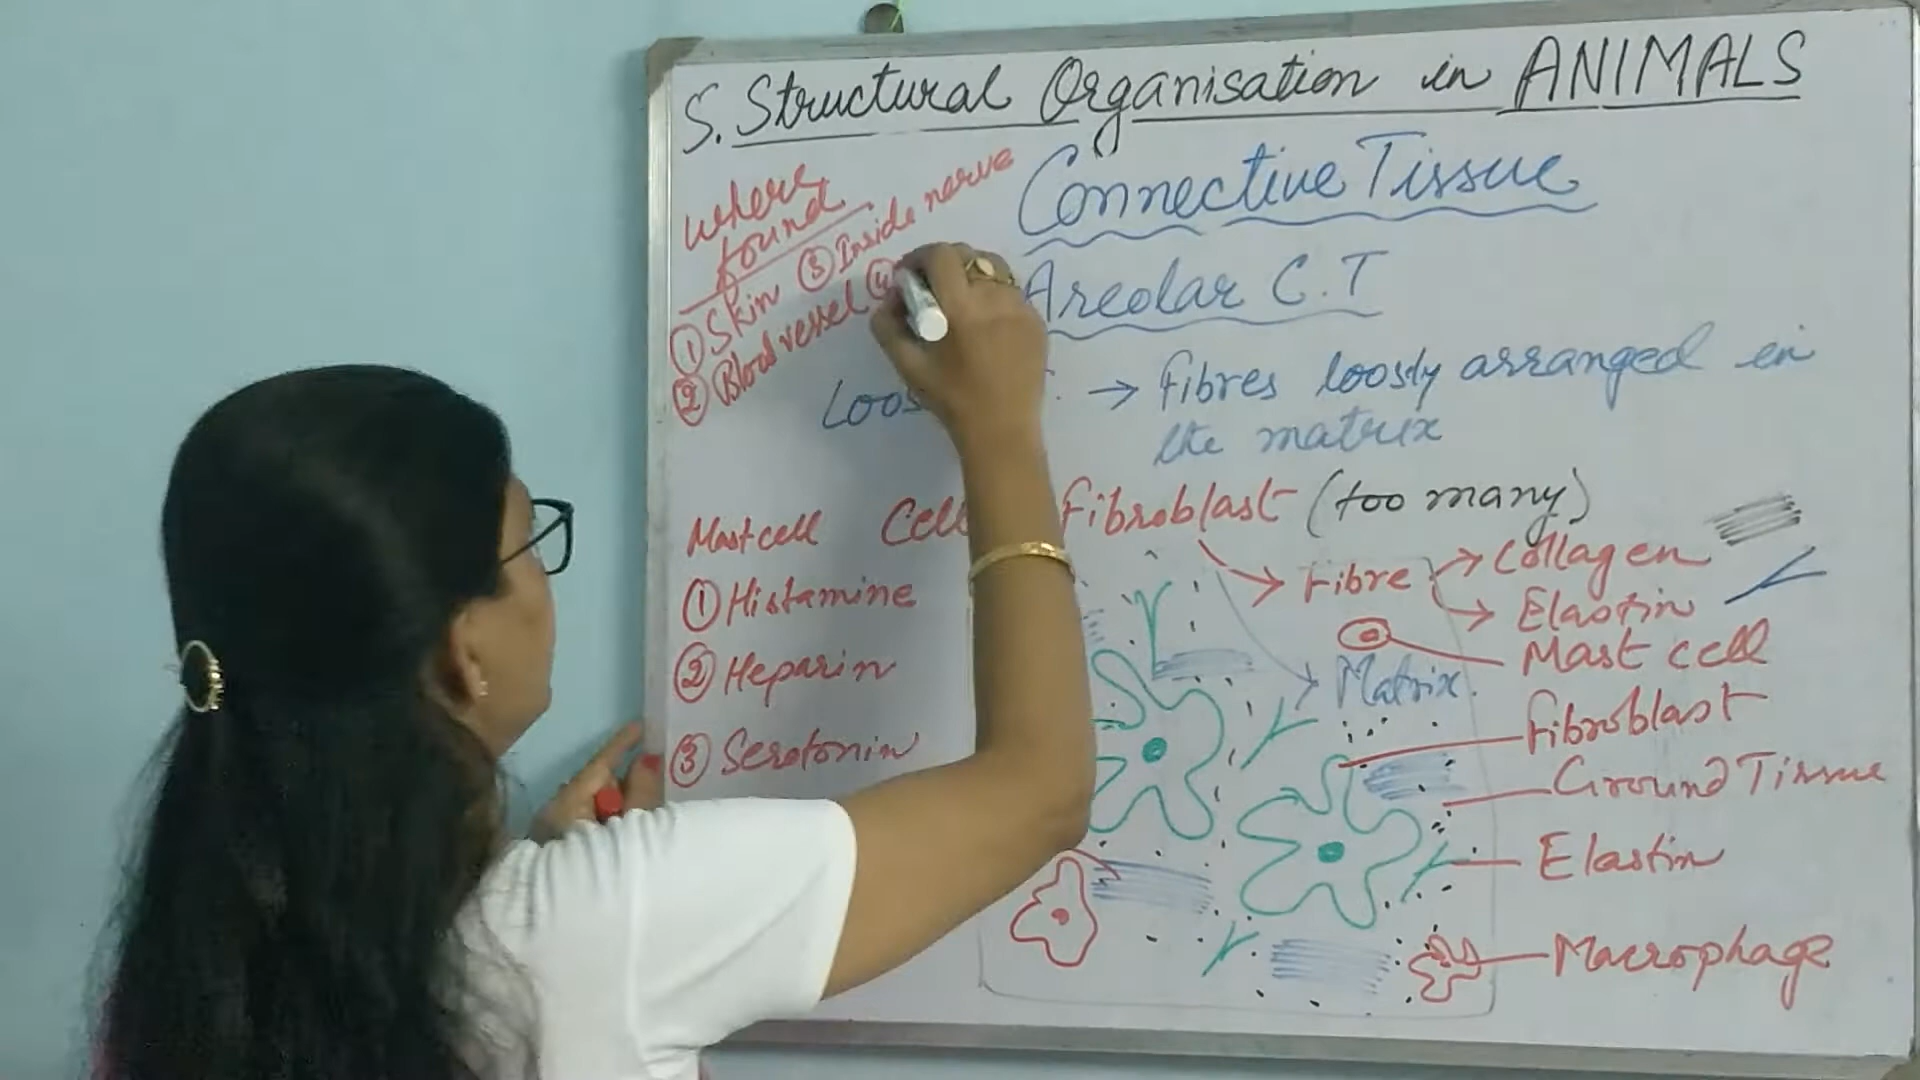 5. Structural Organisation in ANIMALS
Connective Tissue
Areolar C.T
where
found
① Skin ③ Inside nerve
② Blood vessel ④
→ Fibres loosly arranged in
the matrix
Mast cell
① Histamine
② Heparin
③ Serotonin
Fibroblast (too many)
→ Fibre → Collagen
→ Elastin
Mast cell
→ Matrix
Fibroblast
Ground Tissue
Elastin
Macrophage